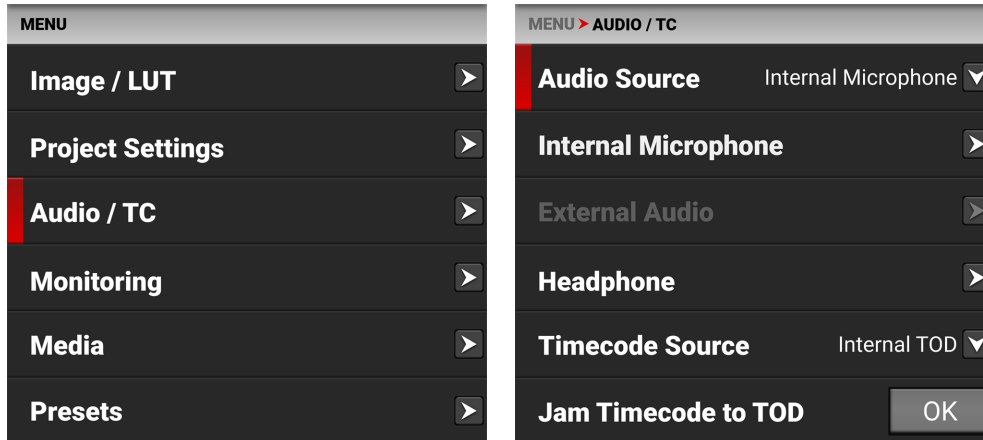 MENU
Image / LUT
Project Settings
Audio / TC
Monitoring
Media
Presets
MENU AUDIO / TC
Audio Source Internal Microphone
Internal Microphone
External Audio
Headphone
Timecode Source Internal TOD
Jam Timecode to TOD OK